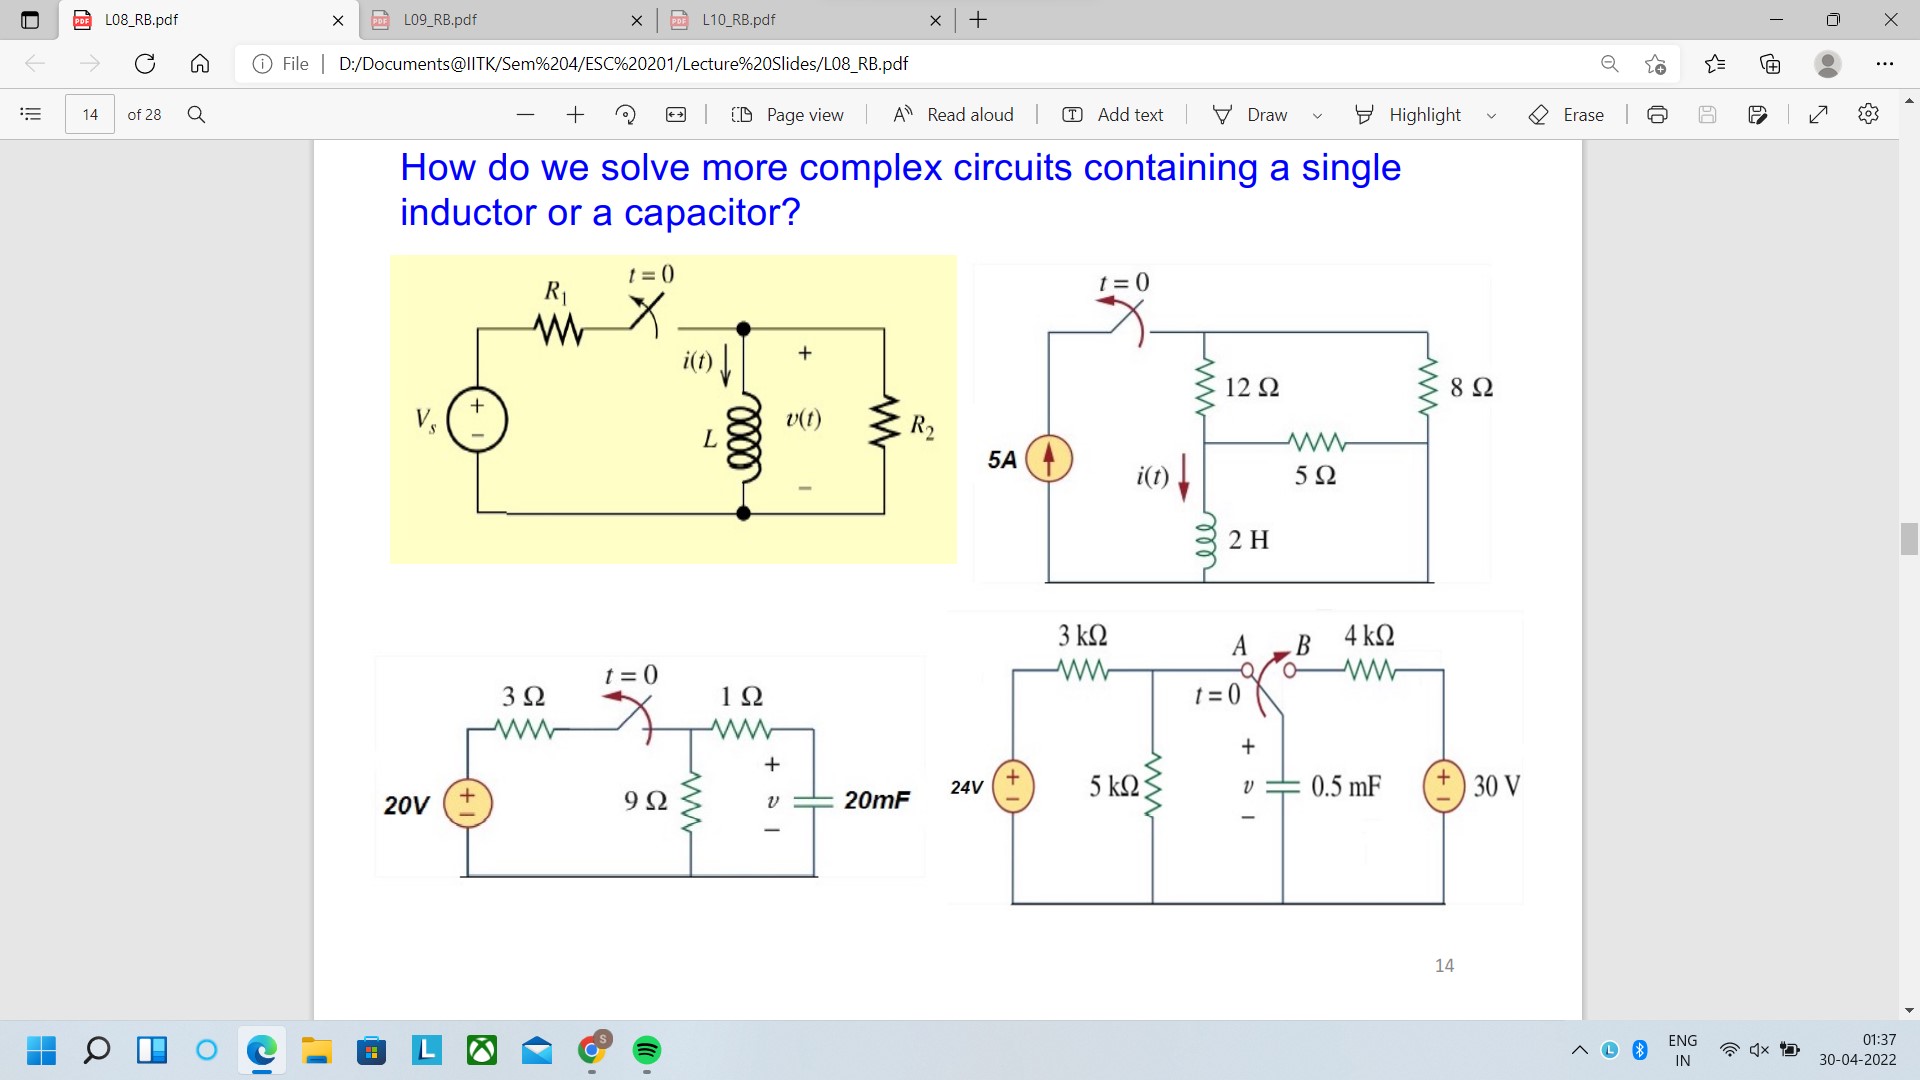 L08_RB.pdf
L09_RB.pdf
L10_RB.pdf
File
D:/Documents@IITK/Sem%204/ESC%20201/Lecture%20Slides/L08_RB.pdf
14 of 28
Page view
Read aloud
Add text
Draw
Highlight
Erase
How do we solve more complex circuits containing a single
inductor or a capacitor?
t = 0
R1
i(t)
+
Vs
+
−
L
v(t)
R2
−
t = 0
12 Ω
8 Ω
5A
i(t)
5 Ω
2 H
3 Ω
t = 0
1 Ω
20V
+
−
9 Ω
+
v
−
20mF
3 kΩ
A
B
4 kΩ
t = 0
24V
+
−
5 kΩ
+
v
−
0.5 mF
+
−
30 V
14
S
L
L
ENG
IN
01:37
30-04-2022